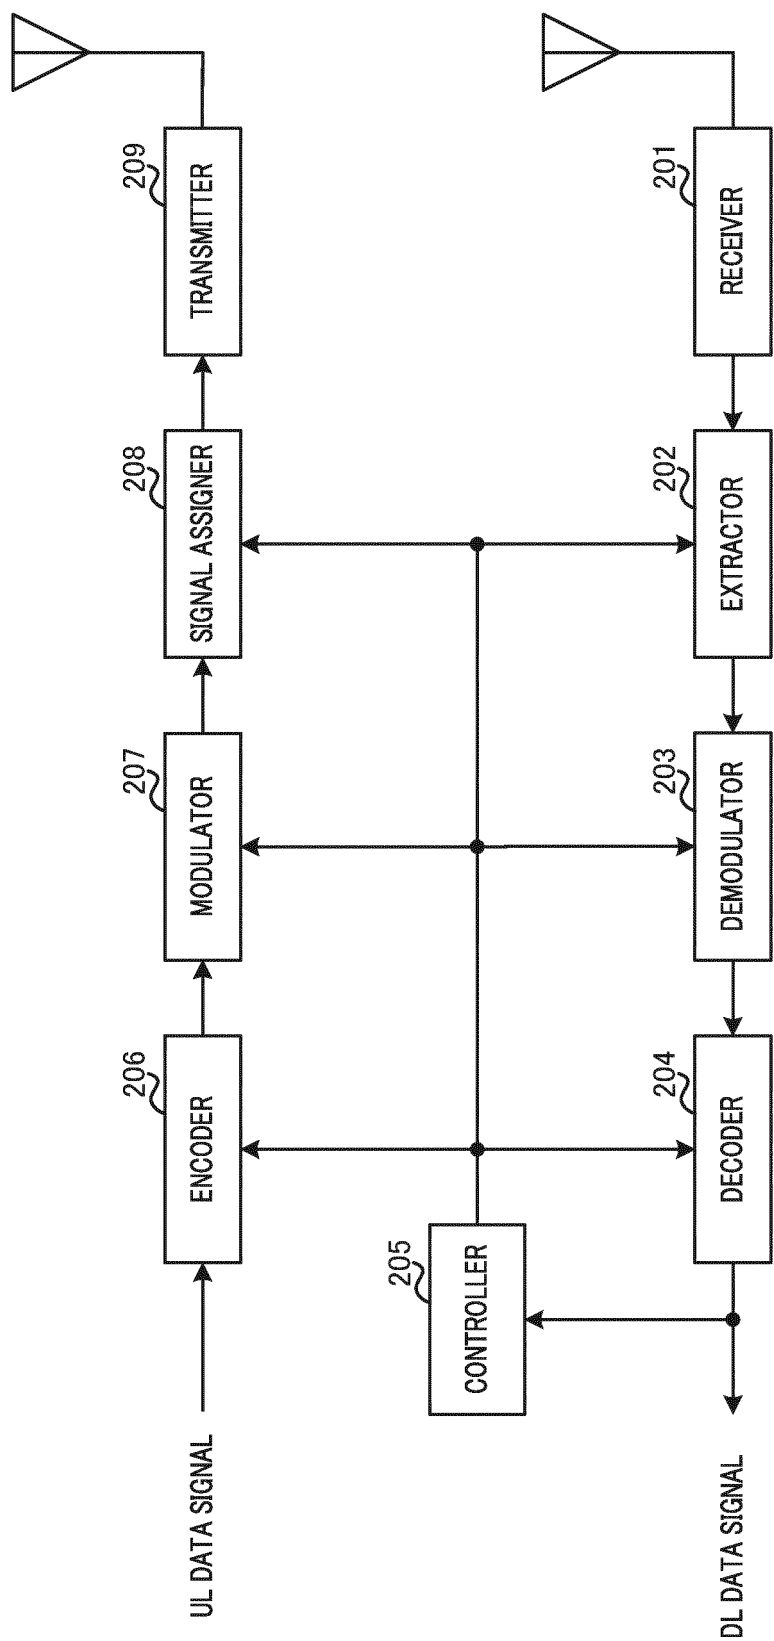 209
TRANSMITTER
208
SIGNAL ASSIGNER
207
MODULATOR
206
ENCODER
UL DATA SIGNAL
205
CONTROLLER
201
RECEIVER
202
EXTRACTOR
203
DEMODULATOR
204
DECODER
DL DATA SIGNAL